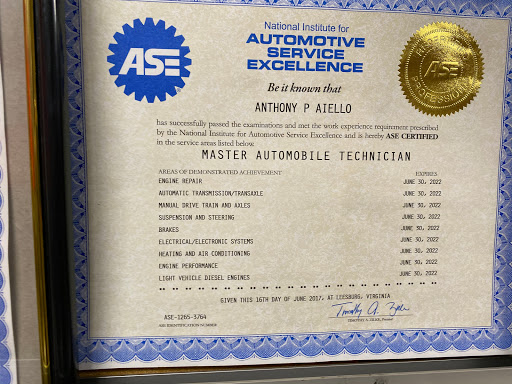 ASE
National Institute for
AUTOMOTIVE
SERVICE
EXCELLENCE
ASE
Be it known that
ANTHONY P AIELLO
has successfully passed the examinations and met the work experience requirement prescribed
by the National Institute for Automotive Service Excellence and is hereby ASE CERTIFIED
in the service areas listed below
MASTER AUTOMOBILE TECHNICIAN
AREAS OF DEMONSTRATED ACHIEVEMENT EXPIRES
ENGINE REPAIR JUNE 30, 2022
AUTOMATIC TRANSMISSION/TRANSAXLE JUNE 30, 2022
MANUAL DRIVE TRAIN AND AXLES JUNE 30, 2022
SUSPENSION AND STEERING JUNE 30, 2022
BRAKES JUNE 30, 2022
ELECTRICAL/ELECTRONIC SYSTEMS JUNE 30, 2022
HEATING AND AIR CONDITIONING JUNE 30, 2022
ENGINE PERFORMANCE JUNE 30, 2022
LIGHT VEHICLE DIESEL ENGINES JUNE 30, 2022
** ** ** ** ** ** ** ** ** ** ** ** ** ** ** ** ** ** ** ** ** **
GIVEN THIS 16TH DAY OF JUNE 2017, AT LEESBURG, VIRGINIA
ASE-1265-3764
Timothy A. Zilke
ASE IDENTIFICATION NUMBER
TIMOTHY A. ZILKE, President